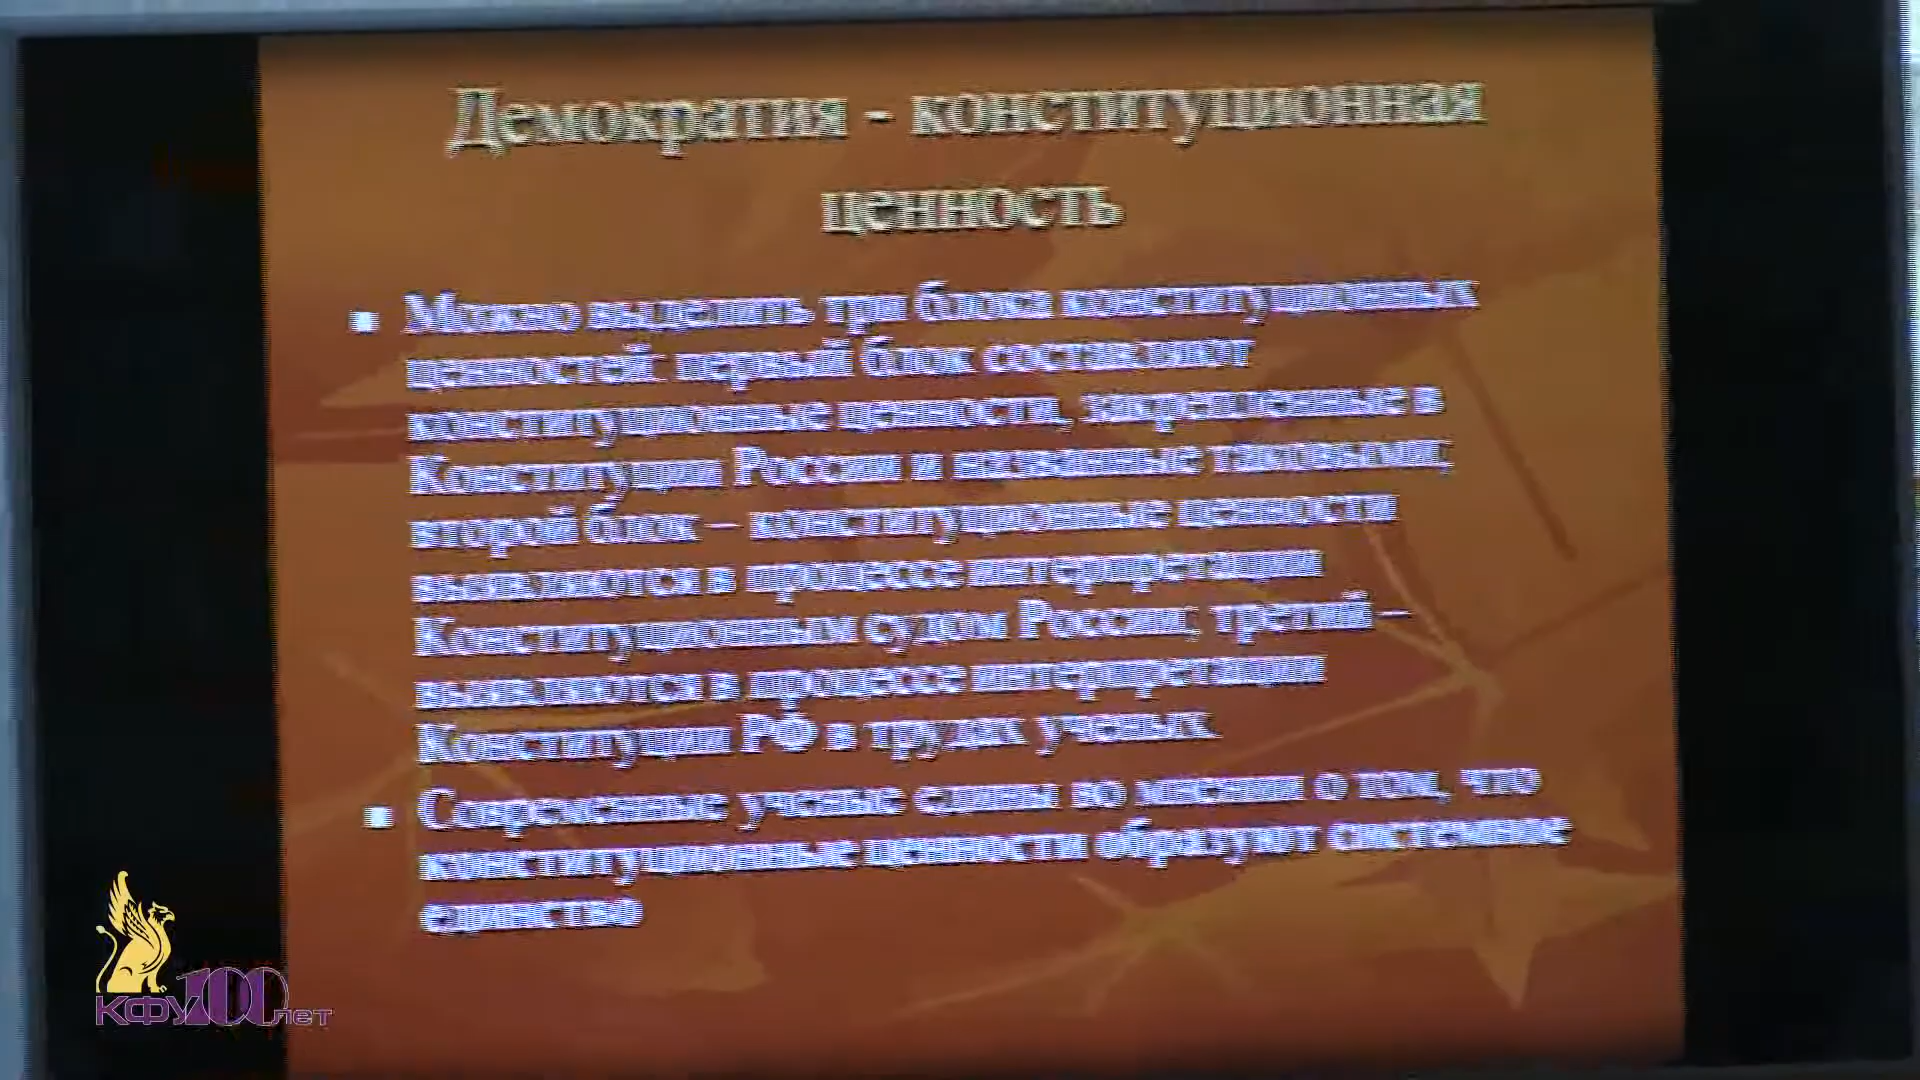 Демократия - конституционная
ценность
▪ Можно выделить три блока конституционных
ценностей: первый блок составляют
конституционные ценности, закрепленные в
Конституции России и названные таковыми;
второй блок – конституционные ценности
выявляются в процессе интерпретации
Конституционным судом России; третий –
выявляются в процессе интерпретации
Конституции РФ в трудах ученых.
▪ Современные ученые едины во мнении о том, что
конституционные ценности образуют системное
единство
КФУ 100 лет